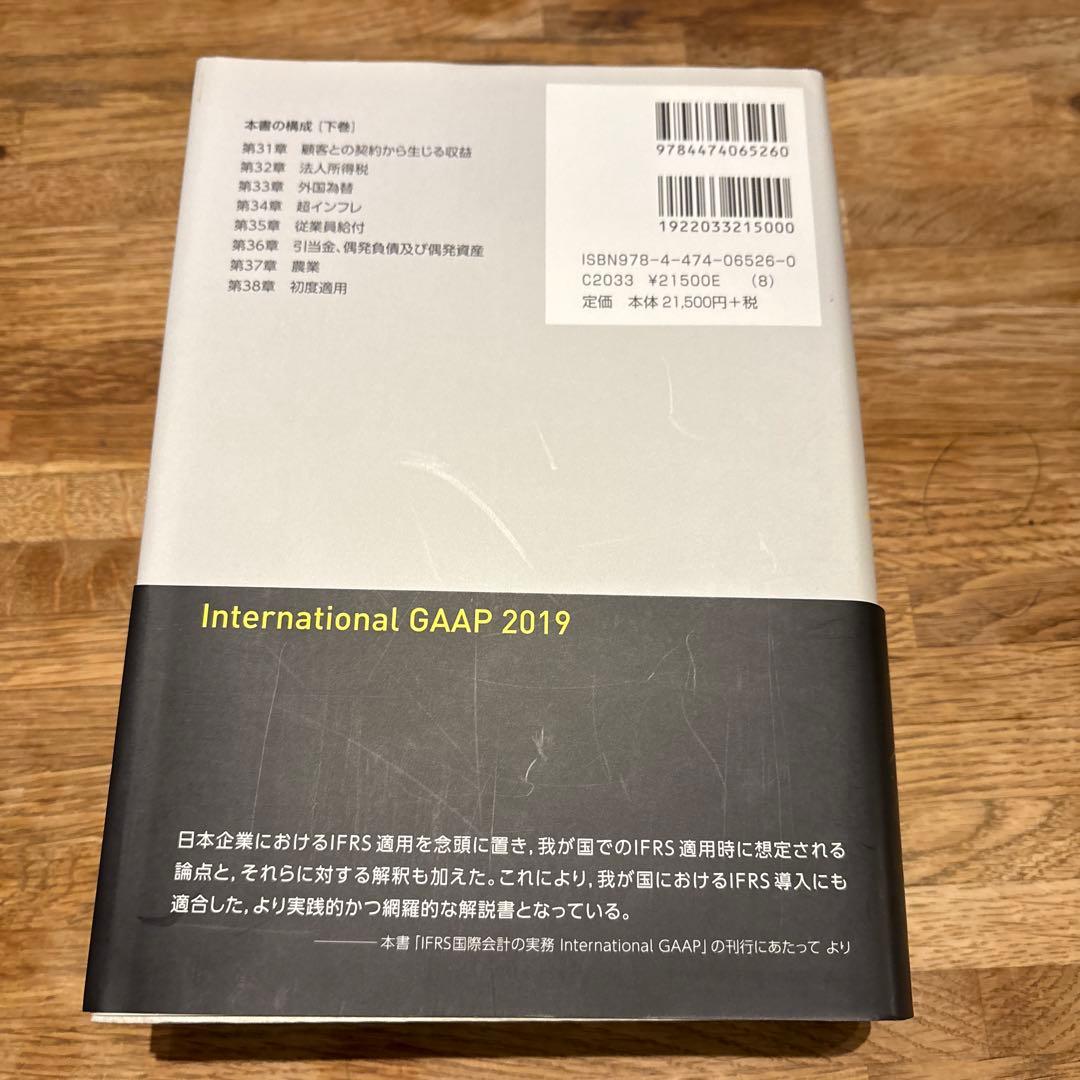 本書の構成［下巻］
第31章　顧客との契約から生じる収益
第32章　法人所得税
第33章　外国為替
第34章　超インフレ
第35章　従業員給付
第36章　引当金、偶発負債及び偶発資産
第37章　農業
第38章　初度適用
9784474065260
1922033215000
ISBN978-4-474-06526-0
C2033　¥21500E　（8）
定価　本体 21,500円＋税
International GAAP 2019
日本企業におけるIFRS適用を念頭に置き，我が国でのIFRS適用時に想定される
論点と，それらに対する解釈も加えた。これにより，我が国におけるIFRS導入にも
適合した，より実践的かつ網羅的な解説書となっている。
――本書「IFRS国際会計の実務 International GAAP」の刊行にあたって より